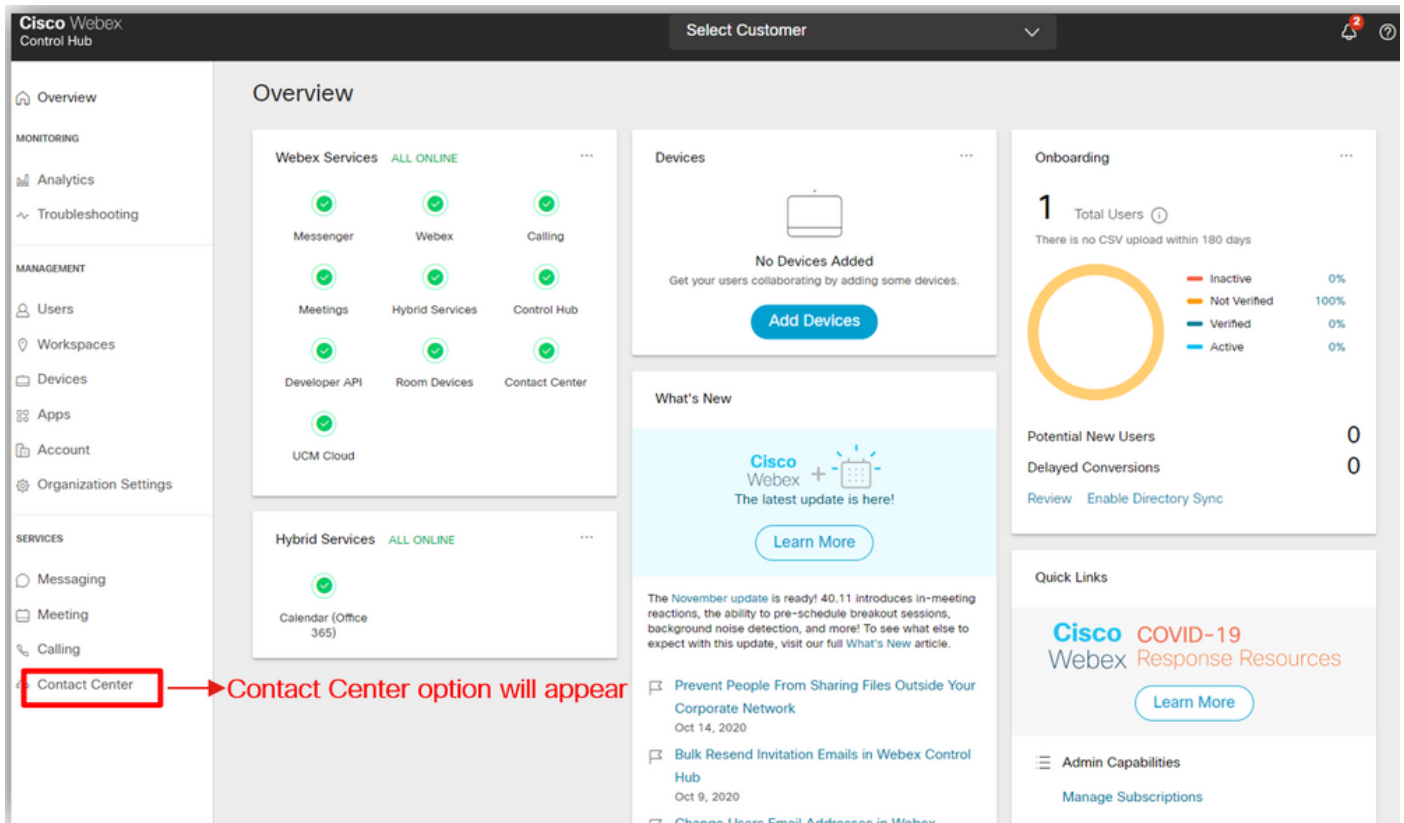 Cisco Webex
Control Hub
Select Customer
2
Overview
MONITORING
Analytics
Troubleshooting
MANAGEMENT
Users
Workspaces
Devices
Apps
Account
Organization Settings
SERVICES
Messaging
Meeting
Calling
Contact Center
Contact Center option will appear
Overview
Webex Services ALL ONLINE ...
Messenger Webex Calling
Meetings Hybrid Services Control Hub
Developer API Room Devices Contact Center
UCM Cloud
Hybrid Services ALL ONLINE ...
Calendar (Office
365)
Devices ...
No Devices Added
Get your users collaborating by adding some devices.
Add Devices
What's New
Cisco
Webex +
The latest update is here!
Learn More
The November update is ready! 40.11 introduces in-meeting
reactions, the ability to pre-schedule breakout sessions,
background noise detection, and more! To see what else to
expect with this update, visit our full What's New article.
Prevent People From Sharing Files Outside Your
Corporate Network
Oct 14, 2020
Bulk Resend Invitation Emails in Webex Control
Hub
Oct 9, 2020
Change Users Email Addresses in Webex
Onboarding ...
1 Total Users
There is no CSV upload within 180 days
Inactive 0%
Not Verified 100%
Verified 0%
Active 0%
Potential New Users 0
Delayed Conversions 0
Review Enable Directory Sync
Quick Links
Cisco COVID-19
Webex Response Resources
Learn More
Admin Capabilities
Manage Subscriptions